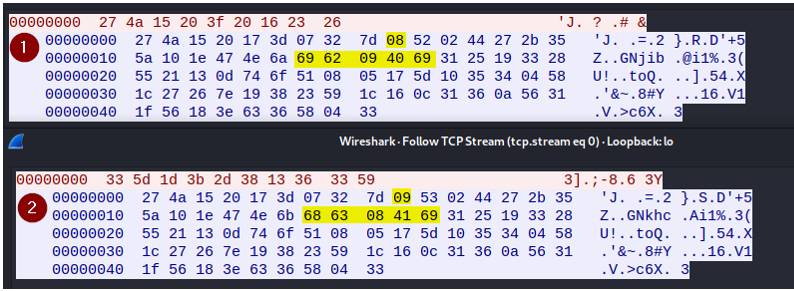 00000000 27 4a 15 20 3f 20 16 23 26 'J. ? .# &
1
00000000 27 4a 15 20 17 3d 07 32 7d 08 52 02 44 27 2b 35 'J. .=.2 }.R.D'+5
00000010 5a 10 1e 47 4e 6a 69 62 09 40 69 31 25 19 33 28 Z..GNjib .@i1%.3(
00000020 55 21 13 0d 74 6f 51 08 05 17 5d 10 35 34 04 58 U!..toQ. ..].54.X
00000030 1c 27 26 7e 19 38 23 59 1c 16 0c 31 36 0a 56 31 .'&~.8#Y ...16.V1
00000040 1f 56 18 3e 63 36 58 04 33 .V.>c6X. 3
Wireshark · Follow TCP Stream (tcp.stream eq 0) · Loopback: lo
00000000 33 5d 1d 3b 2d 38 13 36 33 59 3].;-8.6 3Y
2
00000000 27 4a 15 20 17 3d 07 32 7d 09 53 02 44 27 2b 35 'J. .=.2 }.S.D'+5
00000010 5a 10 1e 47 4e 6b 68 63 08 41 69 31 25 19 33 28 Z..GNkhc .Ai1%.3(
00000020 55 21 13 0d 74 6f 51 08 05 17 5d 10 35 34 04 58 U!..toQ. ..].54.X
00000030 1c 27 26 7e 19 38 23 59 1c 16 0c 31 36 0a 56 31 .'&~.8#Y ...16.V1
00000040 1f 56 18 3e 63 36 58 04 33 .V.>c6X. 3